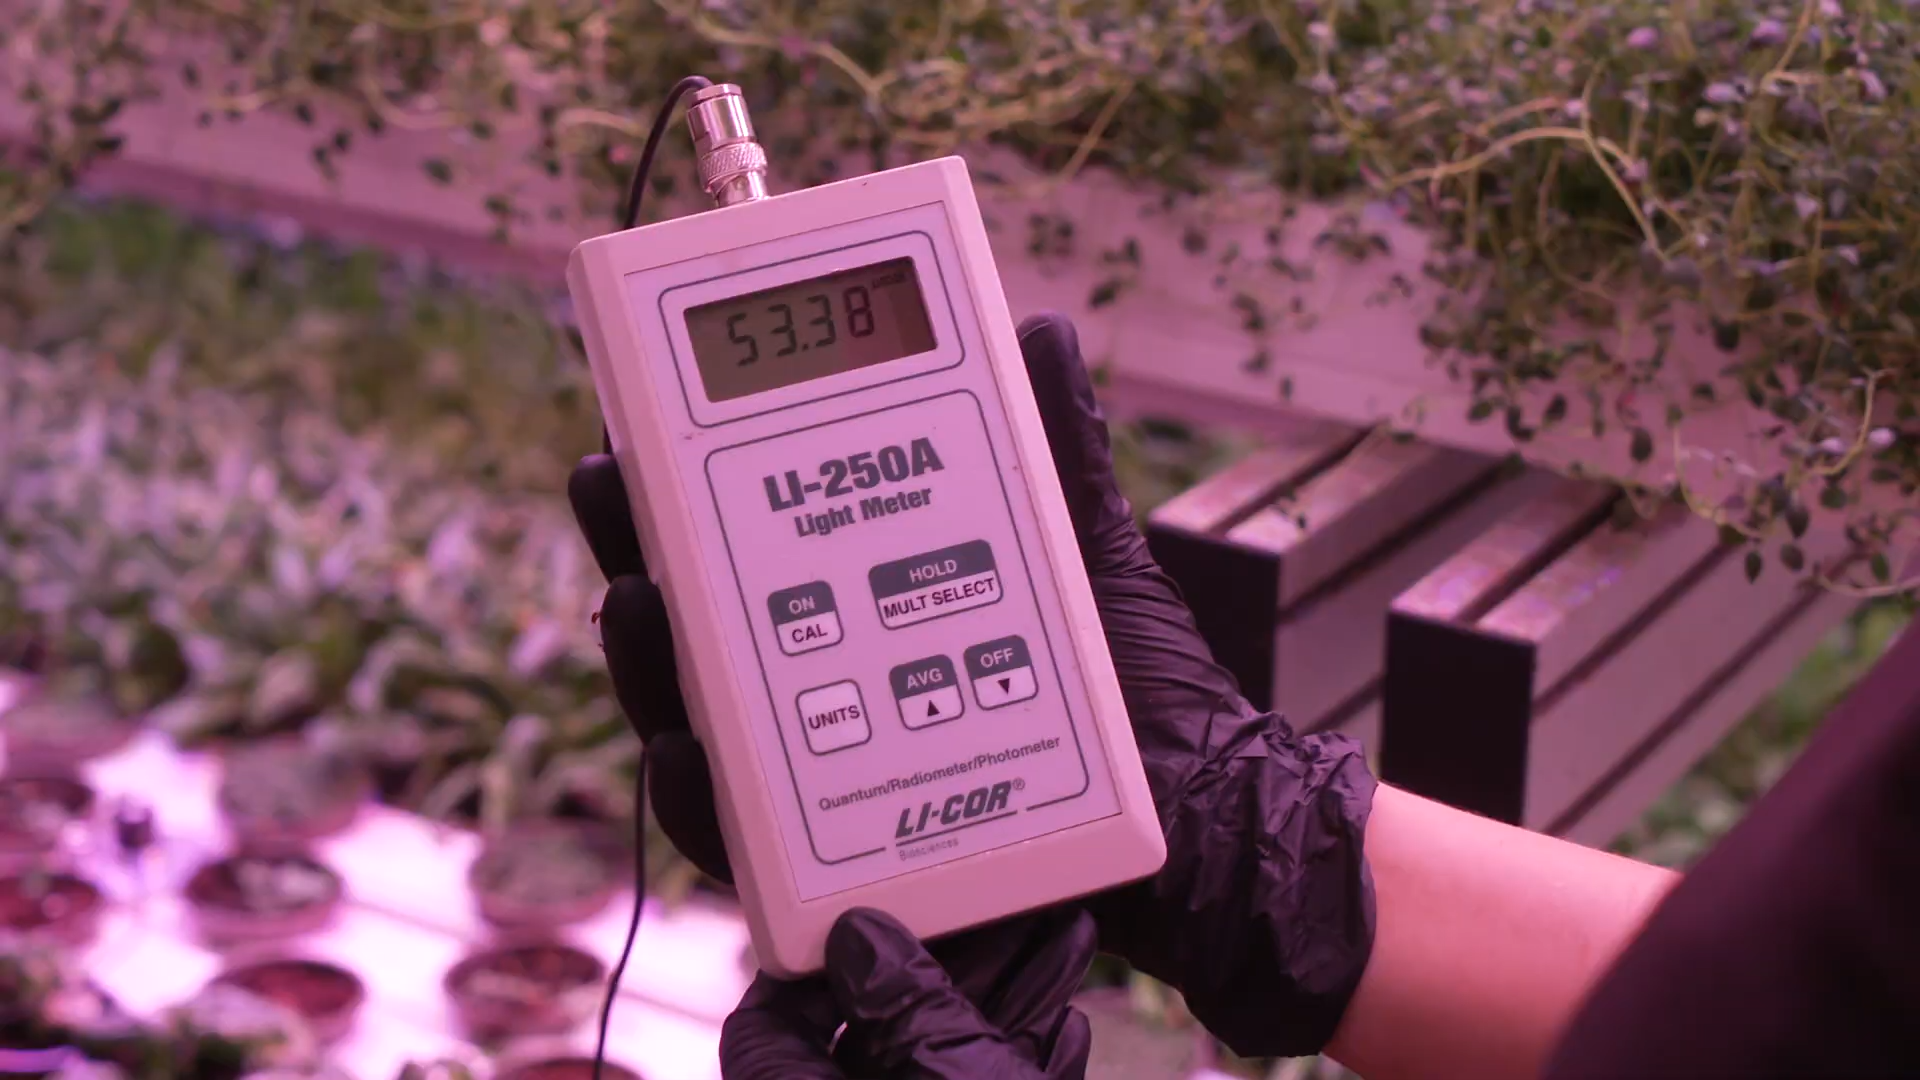 53.38
LI-250A
Light Meter
ON
CAL
HOLD
MULT SELECT
UNITS
AVG
▲
OFF
▼
Quantum/Radiometer/Photometer
LI-COR®
Biosciences